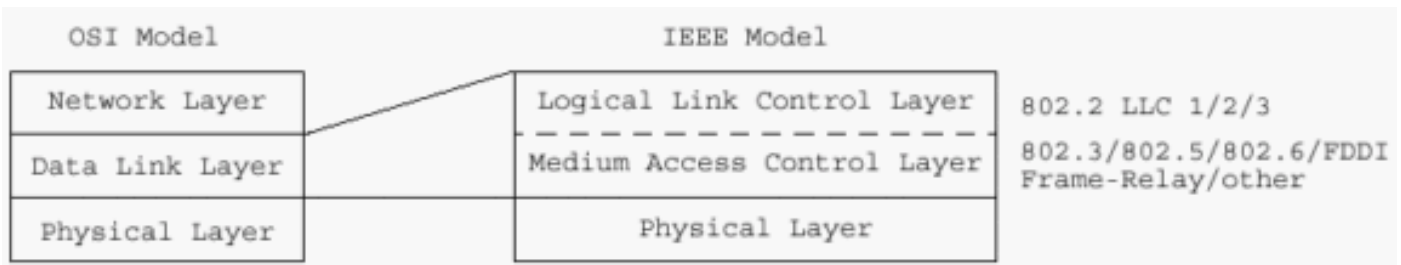 OSI Model
IEEE Model
Network Layer
Logical Link Control Layer
802.2 LLC 1/2/3
Data Link Layer
Medium Access Control Layer
802.3/802.5/802.6/FDDI
Frame-Relay/other
Physical Layer
Physical Layer